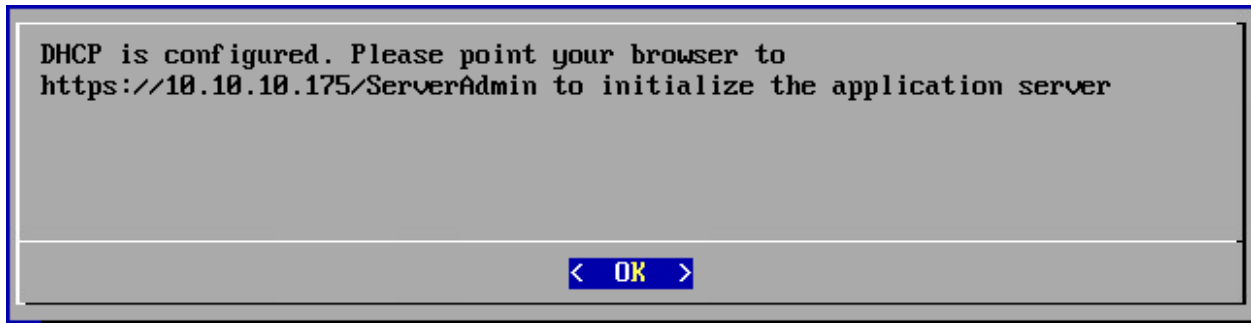 DHCP is configured. Please point your browser to
https://10.10.10.175/ServerAdmin to initialize the application server
< OK >